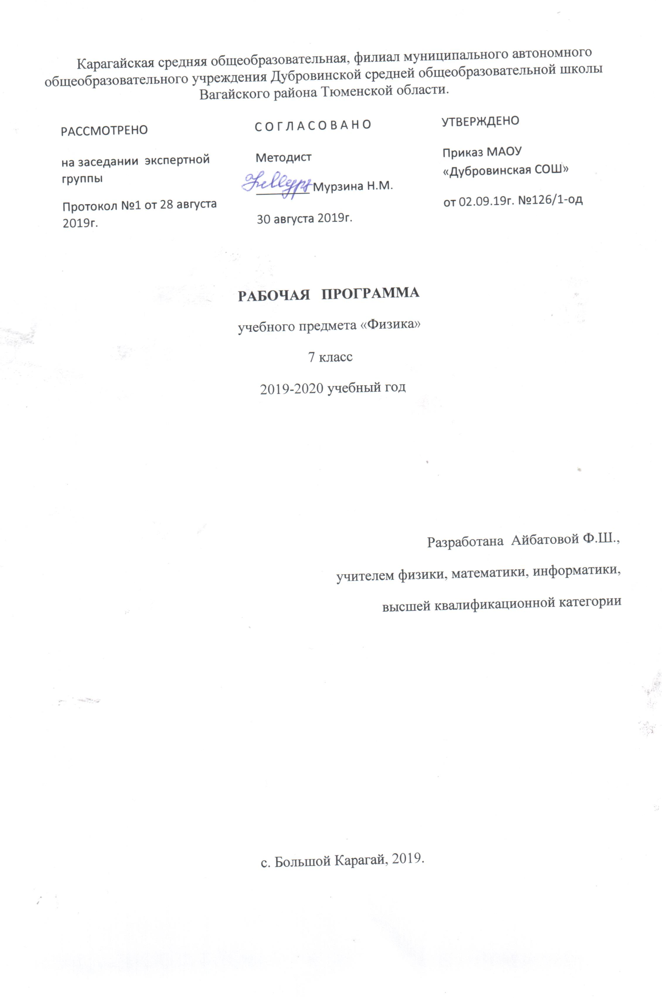 Карагайская средняя общеобразовательная, филиал муниципального автономного
общеобразовательного учреждения Дубровинской средней общеобразовательной школы
Вагайского района Тюменской области.
РАССМОТРЕНО
на заседании экспертной
группы
Протокол №1 от 28 августа
2019г.
С О Г Л А С О В А Н О
Методист
Мурзина Н.М.
30 августа 2019г.
УТВЕРЖДЕНО
Приказ МАОУ
«Дубровинская СОШ»
от 02.09.19г. №126/1-од
РАБОЧАЯ ПРОГРАММА
учебного предмета «Физика»
7 класс
2019-2020 учебный год
Разработана Айбатовой Ф.Ш.,
учителем физики, математики, информатики,
высшей квалификационной категории
с. Большой Карагай, 2019.